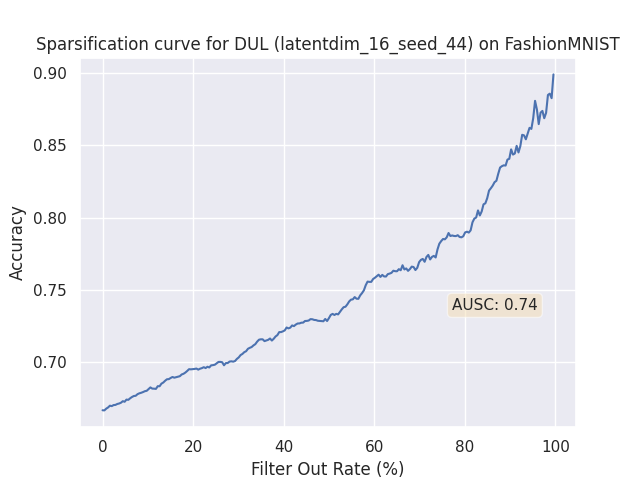 Sparsification curve for DUL (latentdim_16_seed_44) on FashionMNIST
0.90
0.85
0.80
0.75
0.70
Accuracy
AUSC: 0.74
0 20 40 60 80 100
Filter Out Rate (%)